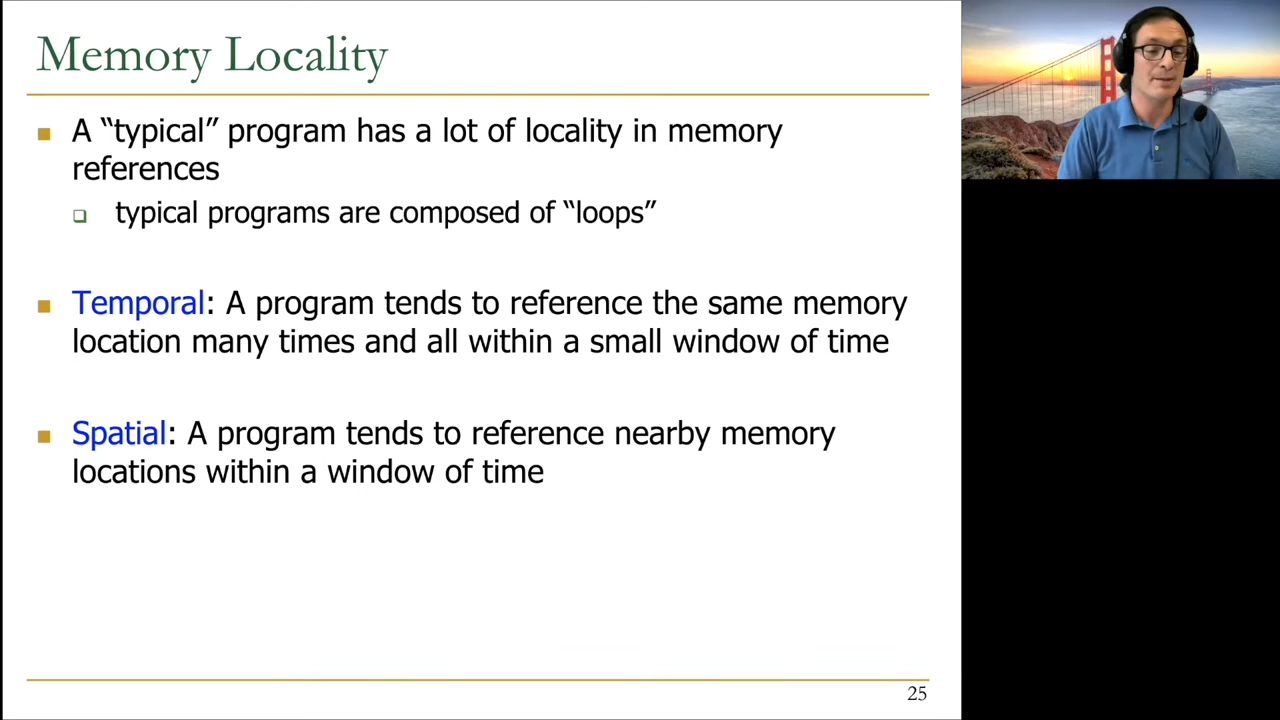 Memory Locality
A “typical” program has a lot of locality in memory
references
typical programs are composed of “loops”
Temporal: A program tends to reference the same memory
location many times and all within a small window of time
Spatial: A program tends to reference nearby memory
locations within a window of time
25